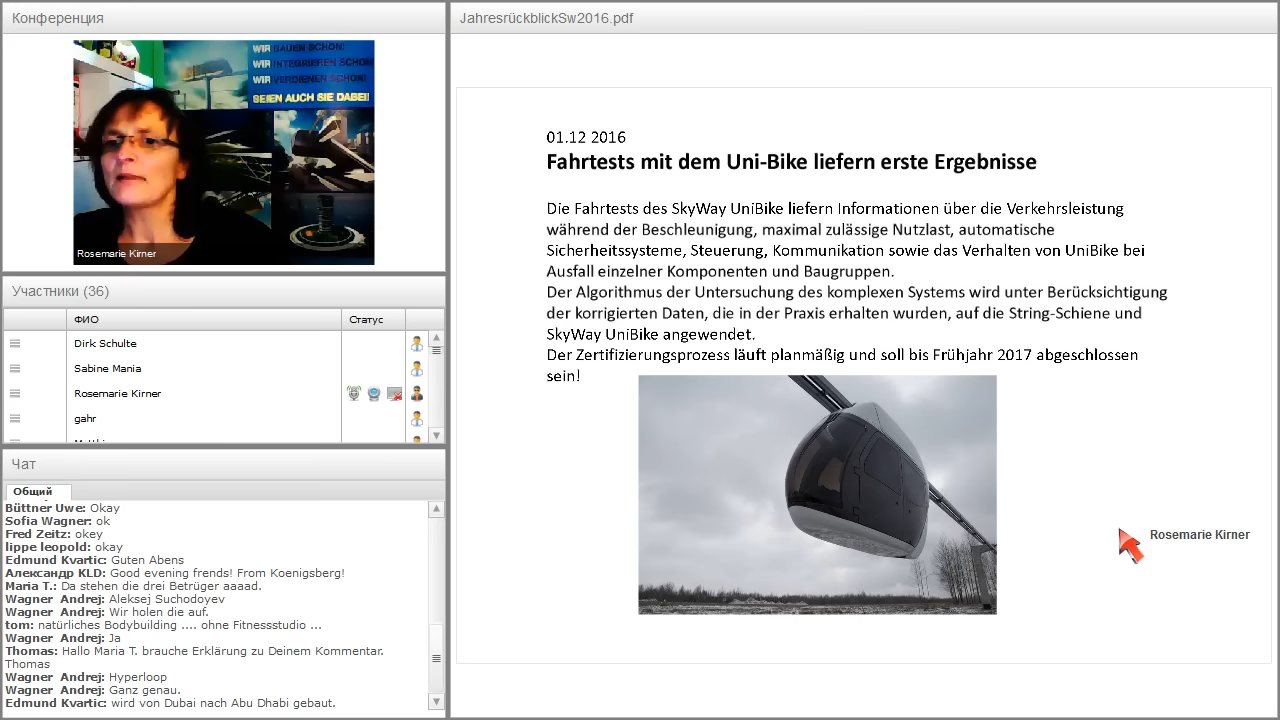 Конференция
WIR BAUEN SCHON!
WIR INTEGRIEREN SCHON
WIR VERDIENEN SCHON!
SEIEN AUCH SIE DABEI!
Rosemarie Kirner
Участники (36)
ФИО
Статус
Dirk Schulte
Sabine Mania
Rosemarie Kirner
gahr
Чат
Общий
Büttner Uwe: Okay
Sofia Wagner: ok
Fred Zeitz: okey
lippe leopold: okay
Edmund Kvartic: Guten Abens
Александр KLD: Good evening frends! From Koenigsberg!
Maria T.: Da stehen die drei Betrüger aaaad.
Wagner Andrej: Aleksej Suchodoyev
Wagner Andrej: Wir holen die auf.
tom: natürliches Bodybuilding .... ohne Fitnessstudio ...
Wagner Andrej: Ja
Thomas: Hallo Maria T. brauche Erklärung zu Deinem Kommentar.
Thomas
Wagner Andrej: Hyperloop
Wagner Andrej: Ganz genau.
Edmund Kvartic: wird von Dubai nach Abu Dhabi gebaut.
JahresrückblickSw2016.pdf
01.12 2016
Fahrtests mit dem Uni-Bike liefern erste Ergebnisse
Die Fahrtests des SkyWay UniBike liefern Informationen über die Verkehrsleistung
während der Beschleunigung, maximal zulässige Nutzlast, automatische
Sicherheitssysteme, Steuerung, Kommunikation sowie das Verhalten von UniBike bei
Ausfall einzelner Komponenten und Baugruppen.
Der Algorithmus der Untersuchung des komplexen Systems wird unter Berücksichtigung
der korrigierten Daten, die in der Praxis erhalten wurden, auf die String-Schiene und
SkyWay UniBike angewendet.
Der Zertifizierungsprozess läuft planmäßig und soll bis Frühjahr 2017 abgeschlossen
sein!
Rosemarie Kirner